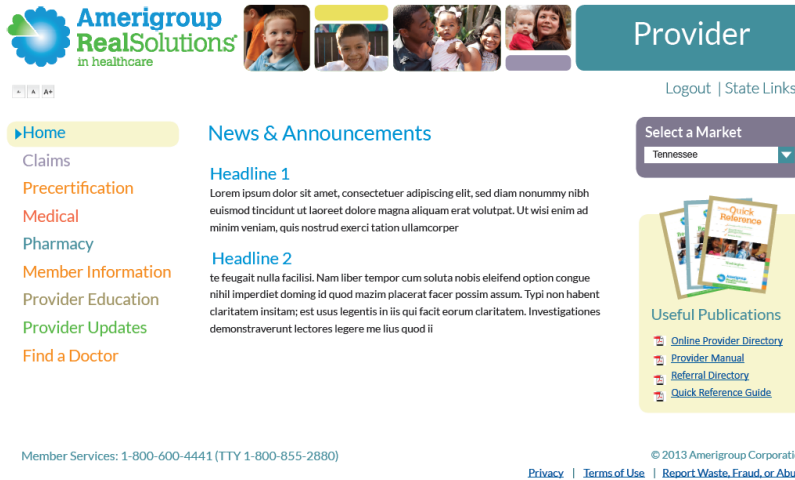 Amerigroup
RealSolutions
in healthcare
Provider
Logout | State Links
A A A+
Home
Claims
Precertification
Medical
Pharmacy
Member Information
Provider Education
Provider Updates
Find a Doctor
News & Announcements
Headline 1
Lorem ipsum dolor sit amet, consectetuer adipiscing elit, sed diam nonummy nibh
euismod tincidunt ut laoreet dolore magna aliquam erat volutpat. Ut wisi enim ad
minim veniam, quis nostrud exerci tation ullamcorper
Headline 2
te feugait nulla facilisi. Nam liber tempor cum soluta nobis eleifend option congue
nihil imperdiet doming id quod mazim placerat facer possim assum. Typi non habent
claritatem insitam; est usus legentis in iis qui facit eorum claritatem. Investigationes
demonstraverunt lectores legere me lius quod ii
Select a Market
Tennessee
Quick
Reference
Amerigroup
Useful Publications
Online Provider Directory
Provider Manual
Referral Directory
Quick Reference Guide
Member Services: 1-800-600-4441 (TTY 1-800-855-2880)
© 2013 Amerigroup Corporati
Privacy | Terms of Use | Report Waste, Fraud, or Abu